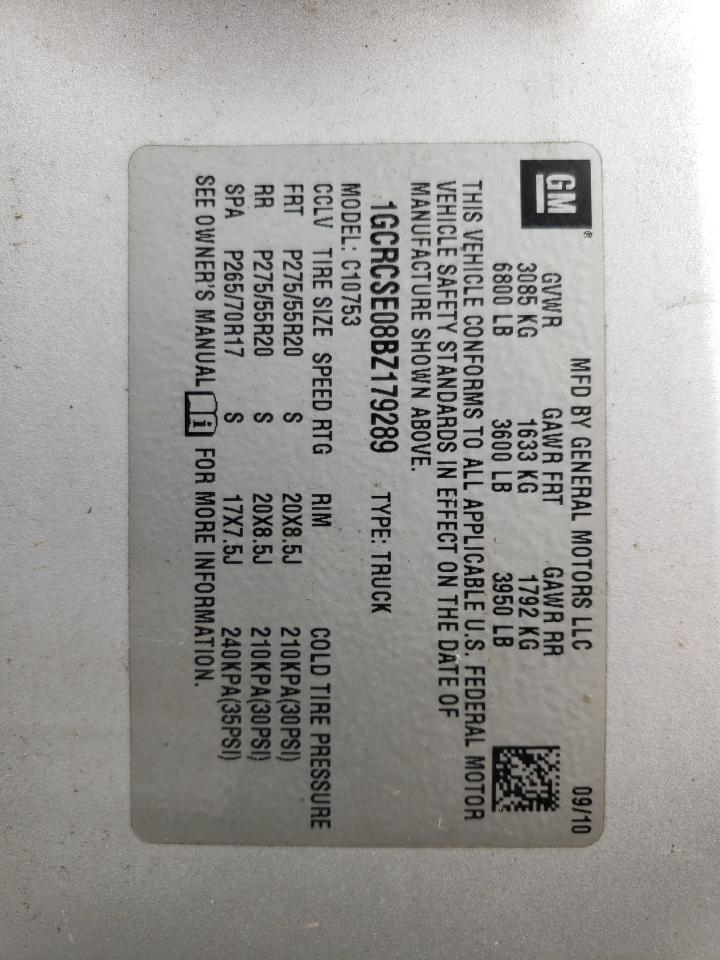 GM®
MFD BY GENERAL MOTORS LLC 09/10
GVWR GAWR FRT GAWR RR
3085 KG 1633 KG 1792 KG
6800 LB 3600 LB 3950 LB
THIS VEHICLE CONFORMS TO ALL APPLICABLE U.S. FEDERAL MOTOR
VEHICLE SAFETY STANDARDS IN EFFECT ON THE DATE OF
MANUFACTURE SHOWN ABOVE.
1GCRCSE08BZ179289 TYPE: TRUCK
MODEL: C10753
CCLV TIRE SIZE SPEED RTG RIM COLD TIRE PRESSURE
FRT P275/55R20 S 20X8.5J 210KPA(30PSI)
RR P275/55R20 S 20X8.5J 210KPA(30PSI)
SPA P265/70R17 S 17X7.5J 240KPA(35PSI)
SEE OWNER'S MANUAL i FOR MORE INFORMATION.